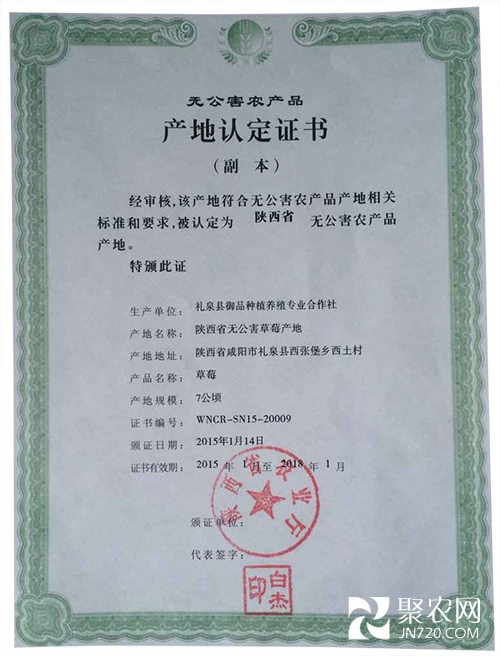 无公害农产品
产地认定证书
（副 本）
经审核，该产地符合无公害农产品产地相关
标准和要求，被认定为 陕西省 无公害农产品
产地。
特颁此证
生产单位： 礼泉县御品种植养殖专业合作社
产地名称： 陕西省无公害草莓产地
产地地址： 陕西省咸阳市礼泉县西张堡乡西土村
产品名称： 草莓
产地规模： 7公顷
证书编号： WNCR-SN15-20009
颁证日期： 2015年1月14日
证书有效期： 2015 年 1 月至 2018 年 1 月
颁证单位：
陕西省农业厅
代表签字：
白杰印
聚农网
JN720.COM